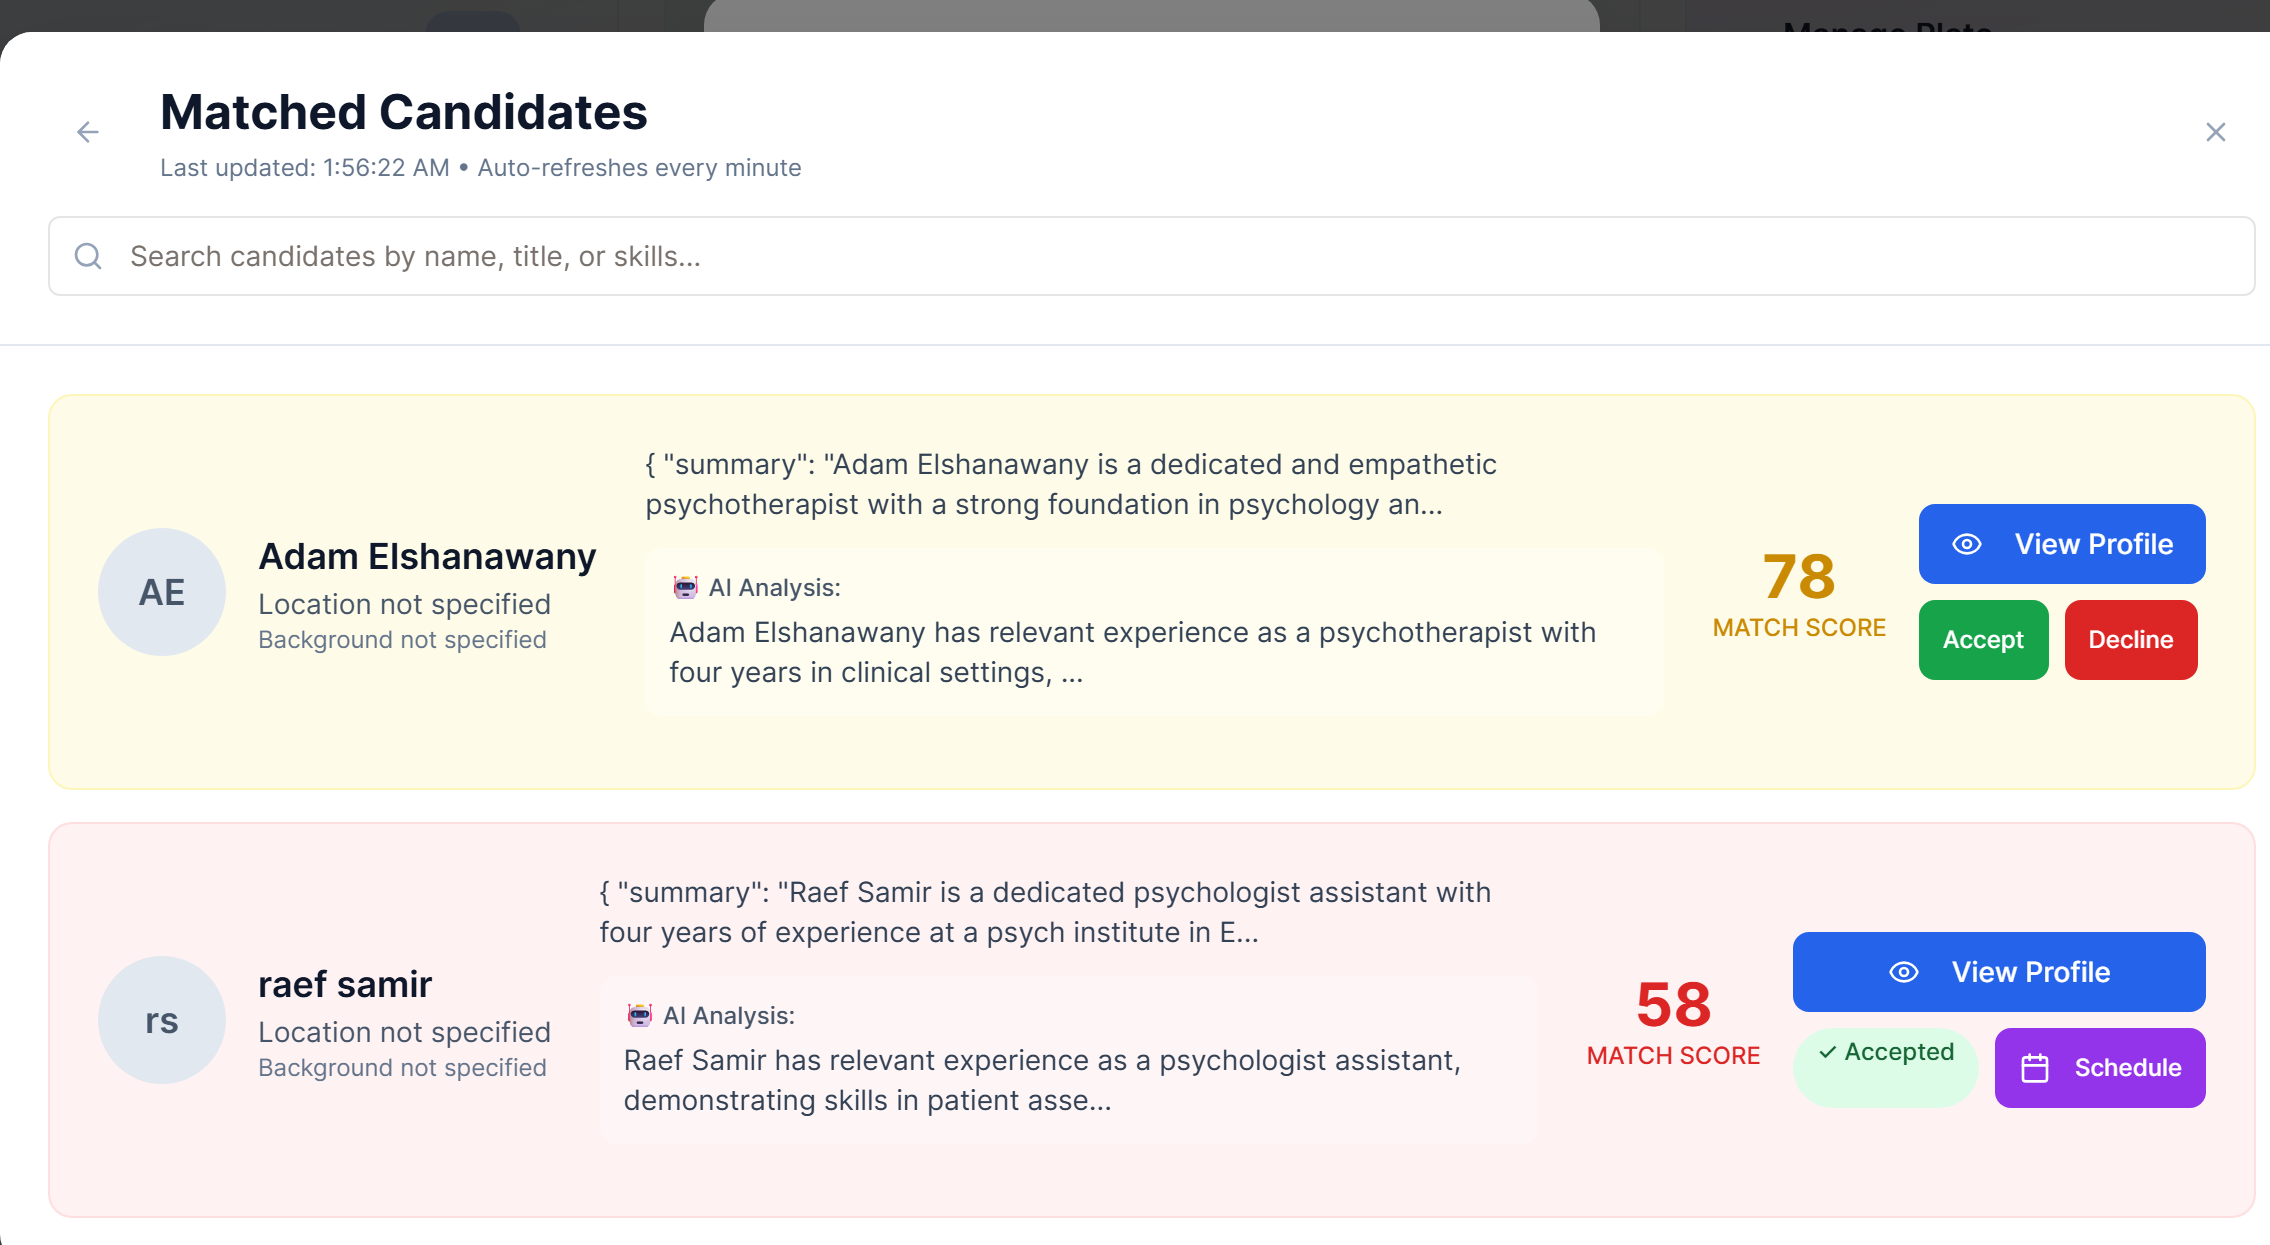 Matched Candidates
Last updated: 1:56:22 AM • Auto-refreshes every minute
Search candidates by name, title, or skills...
AE
Adam Elshanawany
Location not specified
Background not specified
{ "summary": "Adam Elshanawany is a dedicated and empathetic
psychotherapist with a strong foundation in psychology an...
🤖 AI Analysis:
Adam Elshanawany has relevant experience as a psychotherapist with
four years in clinical settings, ...
78
MATCH SCORE
View Profile
Accept
Decline
rs
raef samir
Location not specified
Background not specified
{ "summary": "Raef Samir is a dedicated psychologist assistant with
four years of experience at a psych institute in E...
🤖 AI Analysis:
Raef Samir has relevant experience as a psychologist assistant,
demonstrating skills in patient asse...
58
MATCH SCORE
View Profile
✓ Accepted
Schedule